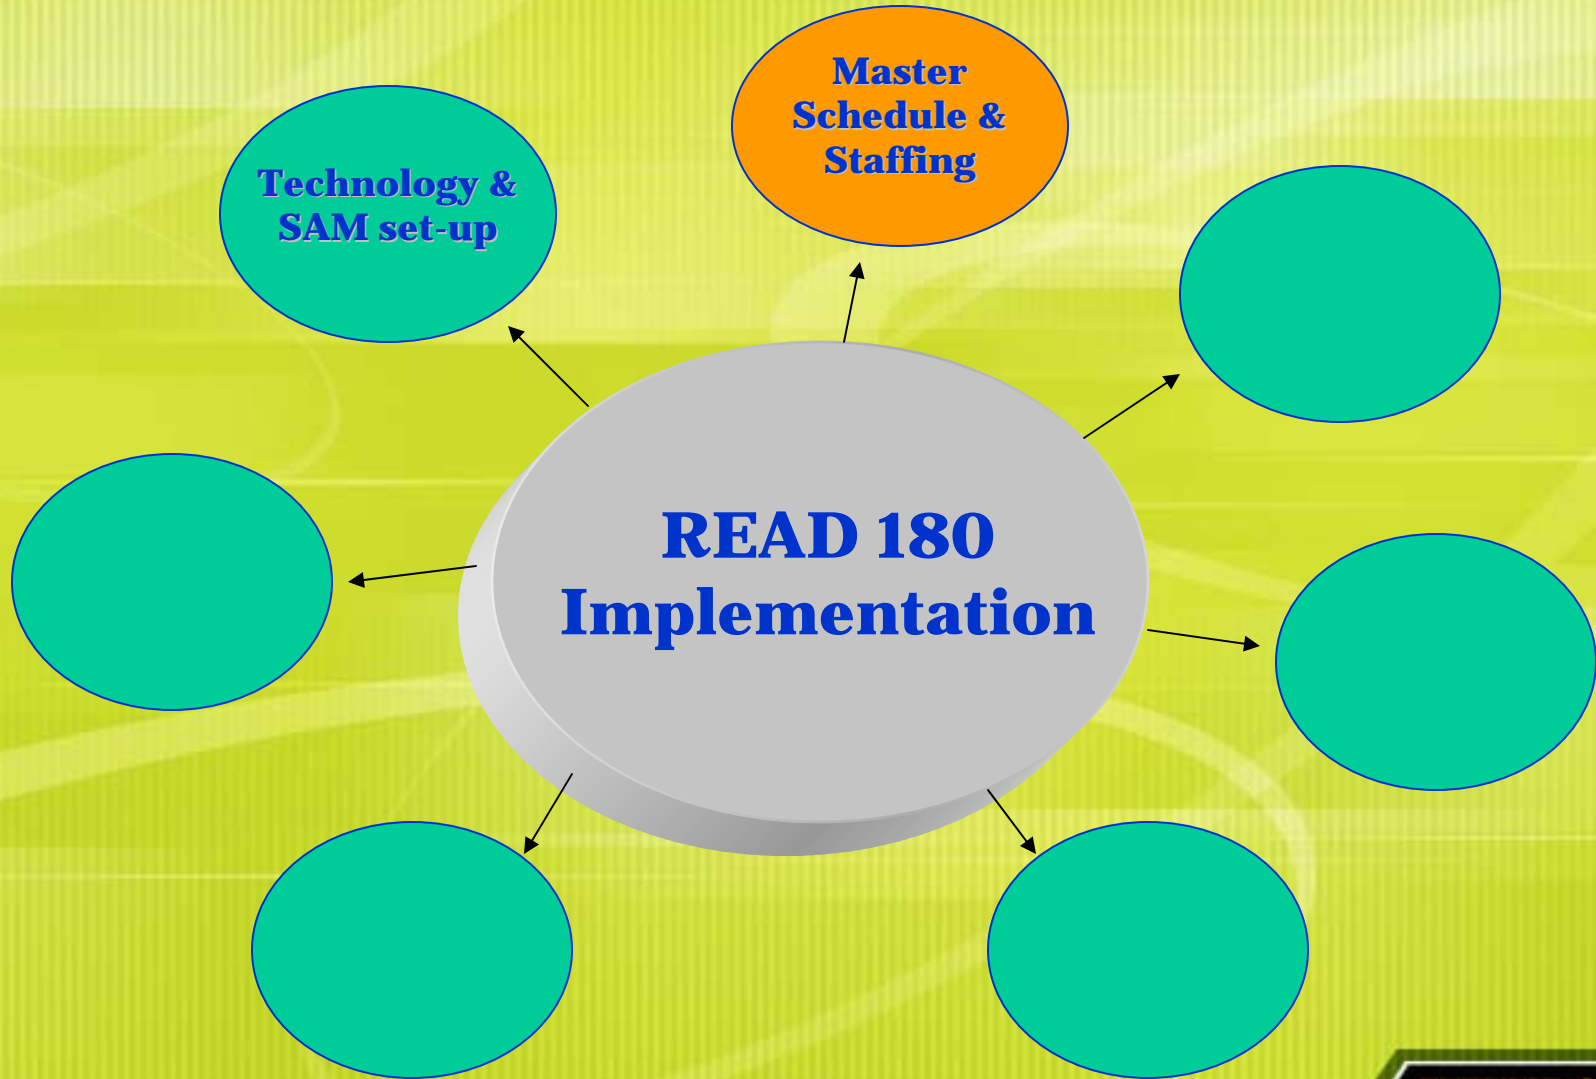 Master
Schedule &
Staffing
Technology &
SAM set-up
READ 180
Implementation